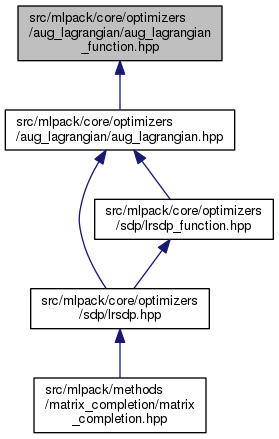 src/mlpack/core/optimizers
/aug_lagrangian/aug_lagrangian
_function.hpp
src/mlpack/core/optimizers
/aug_lagrangian/aug_lagrangian.hpp
src/mlpack/core/optimizers
/sdp/lrsdp_function.hpp
src/mlpack/core/optimizers
/sdp/lrsdp.hpp
src/mlpack/methods
/matrix_completion/matrix
_completion.hpp